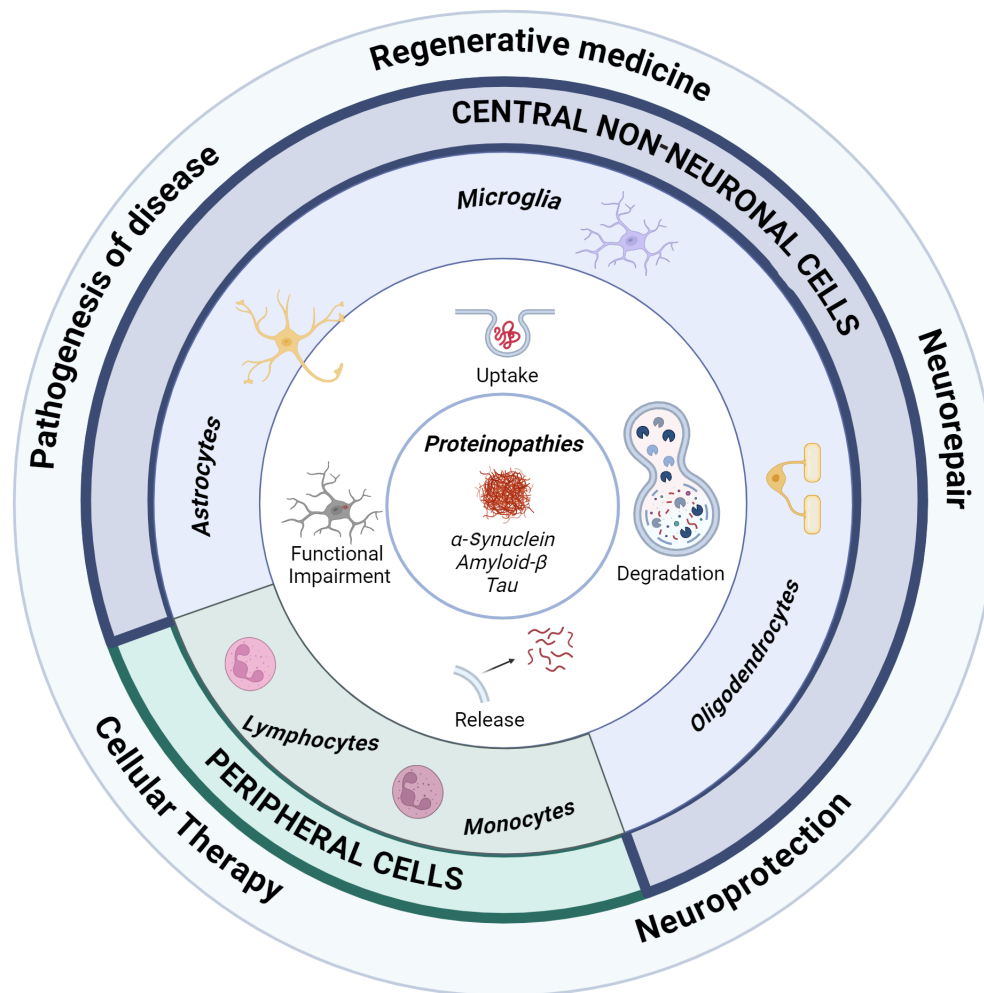 Regenerative medicine
CENTRAL NON-NEURONAL CELLS
Pathogenesis of disease
Microglia
Neurorepair
Uptake
Astrocytes
Proteinopathies
α-Synuclein
Amyloid-β
Tau
Functional
Impairment
Degradation
Oligodendrocytes
Release
Lymphocytes
Monocytes
PERIPHERAL CELLS
Cellular Therapy
Neuroprotection